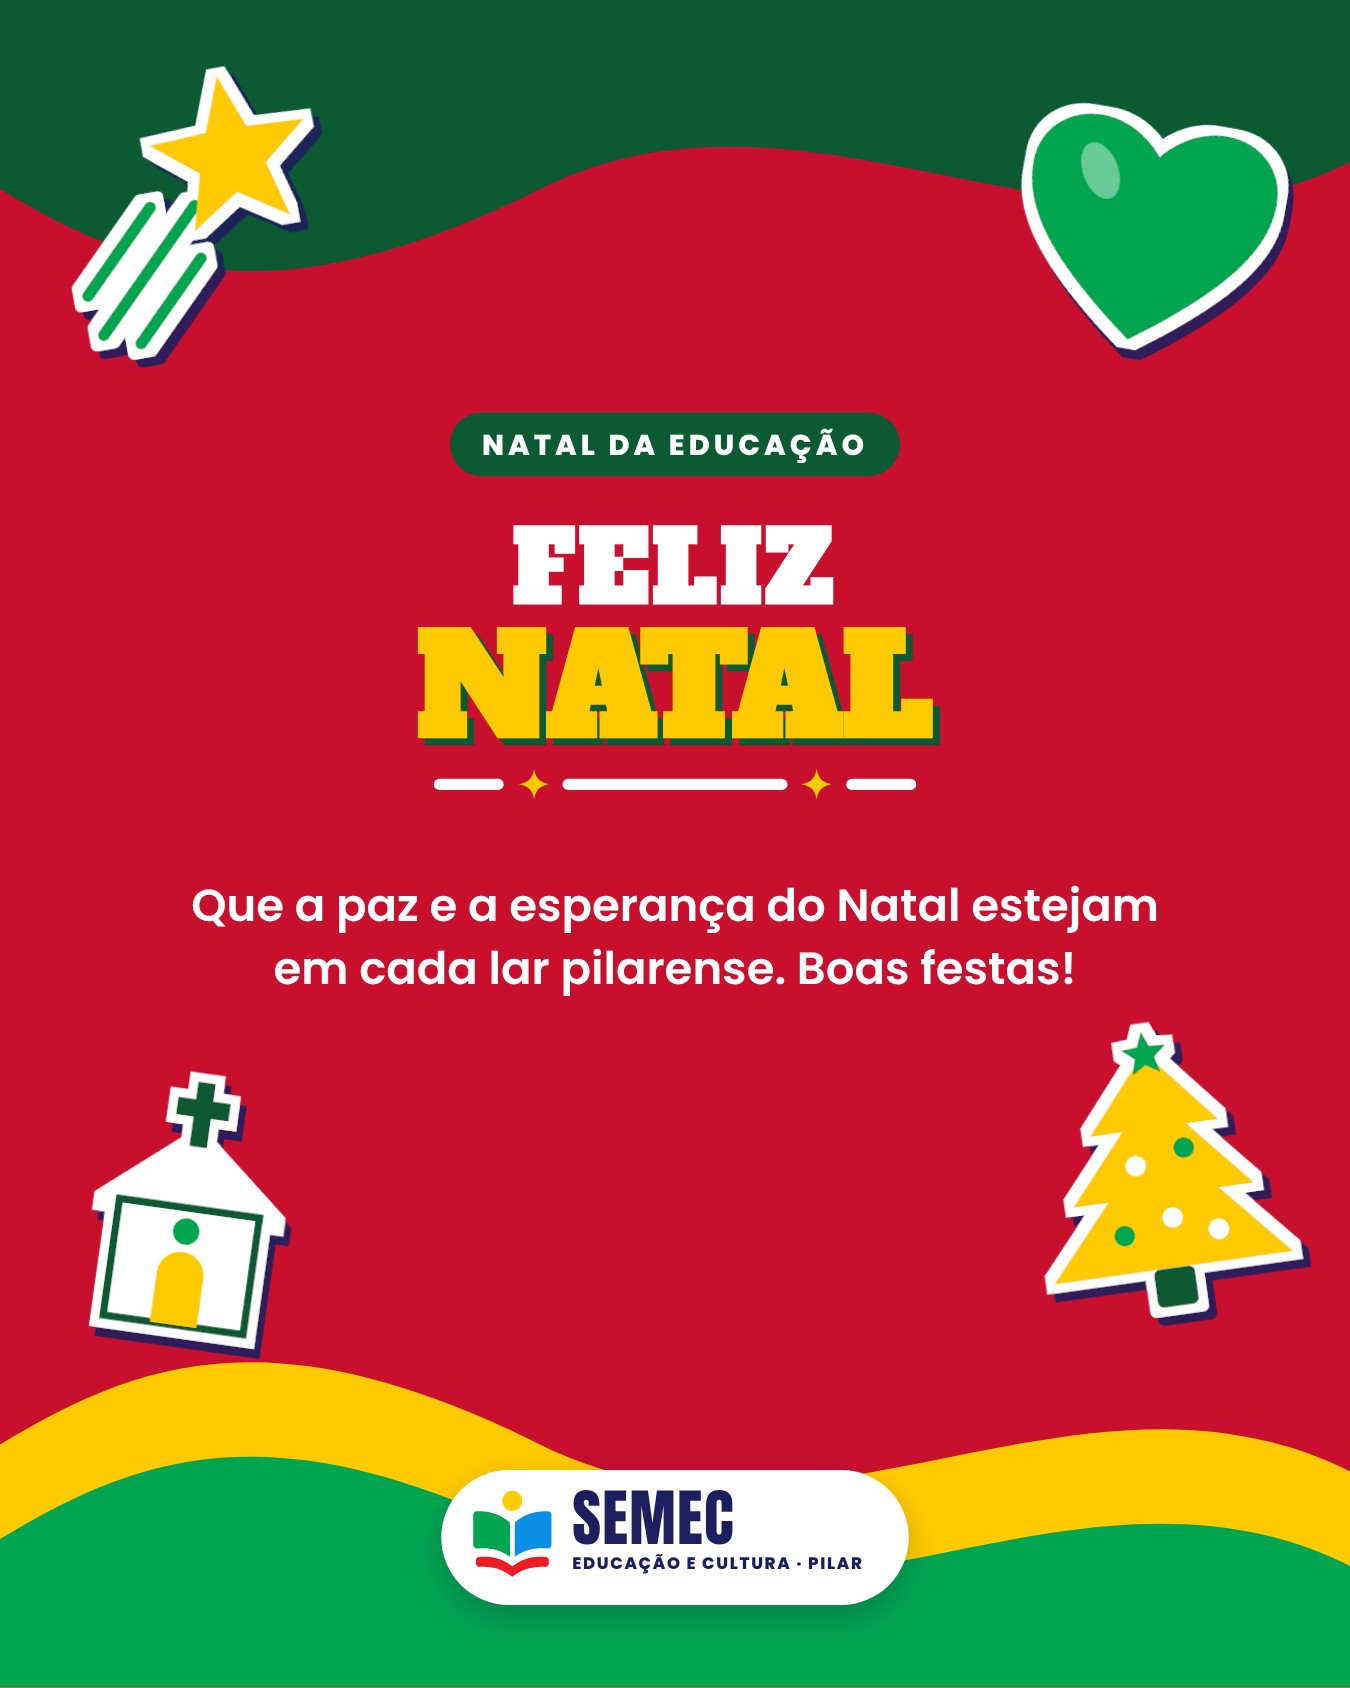 NATAL DA EDUCAÇÃO
FELIZ
NATAL
Que a paz e a esperança do Natal estejam
em cada lar pilarense. Boas festas!
SEMEC
EDUCAÇÃO E CULTURA · PILAR